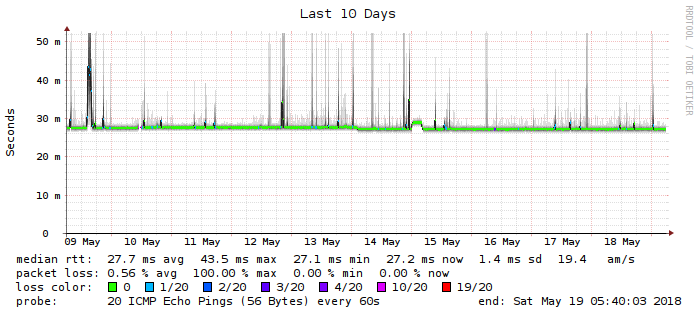 Last 10 Days
RRDTOOL / TOBI OETIKER
Seconds
50 m
40 m
30 m
20 m
10 m
0
09 May 10 May 11 May 12 May 13 May 14 May 15 May 16 May 17 May 18 May
median rtt: 27.7 ms avg 43.5 ms max 27.1 ms min 27.2 ms now 1.4 ms sd 19.4 am/s
packet loss: 0.56 % avg 100.00 % max 0.00 % min 0.00 % now
loss color: 0 1/20 2/20 3/20 4/20 10/20 19/20
probe: 20 ICMP Echo Pings (56 Bytes) every 60s end: Sat May 19 05:40:03 2018